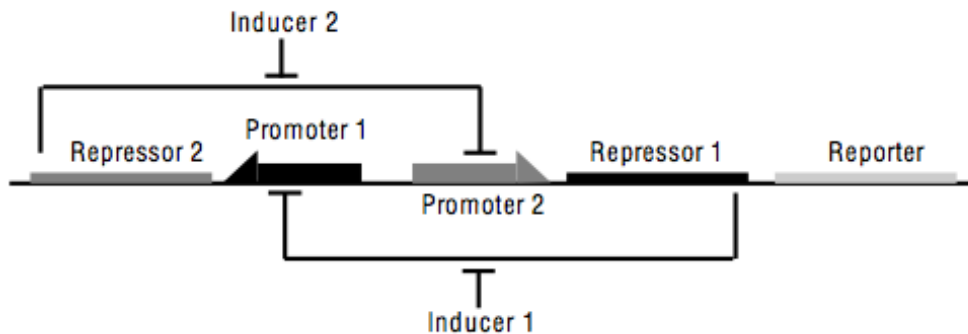 Inducer 2
Promoter 1
Repressor 2
Repressor 1
Reporter
Promoter 2
Inducer 1